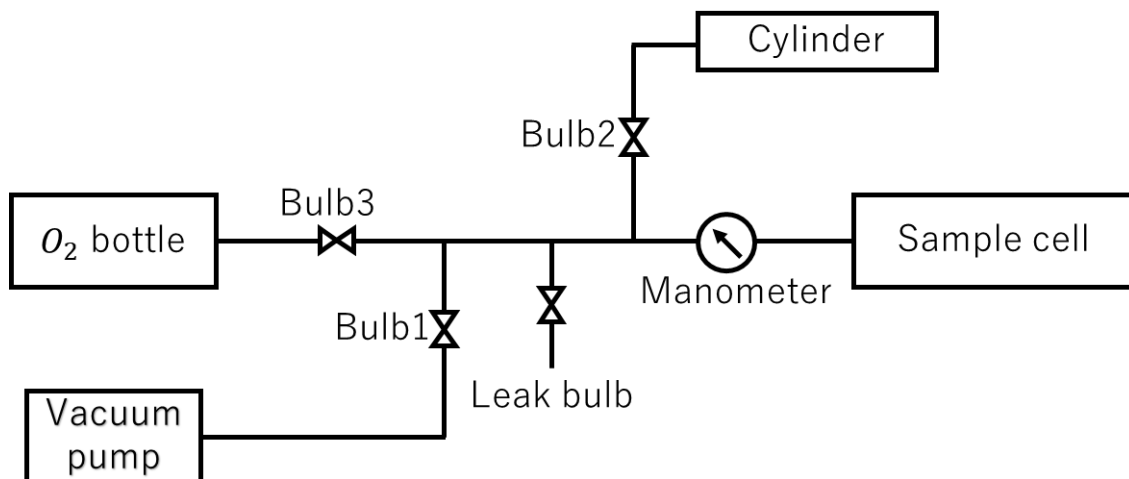 Cylinder
Bulb2
Bulb3
O₂ bottle
Sample cell
Manometer
Bulb1
Leak bulb
Vacuum
pump